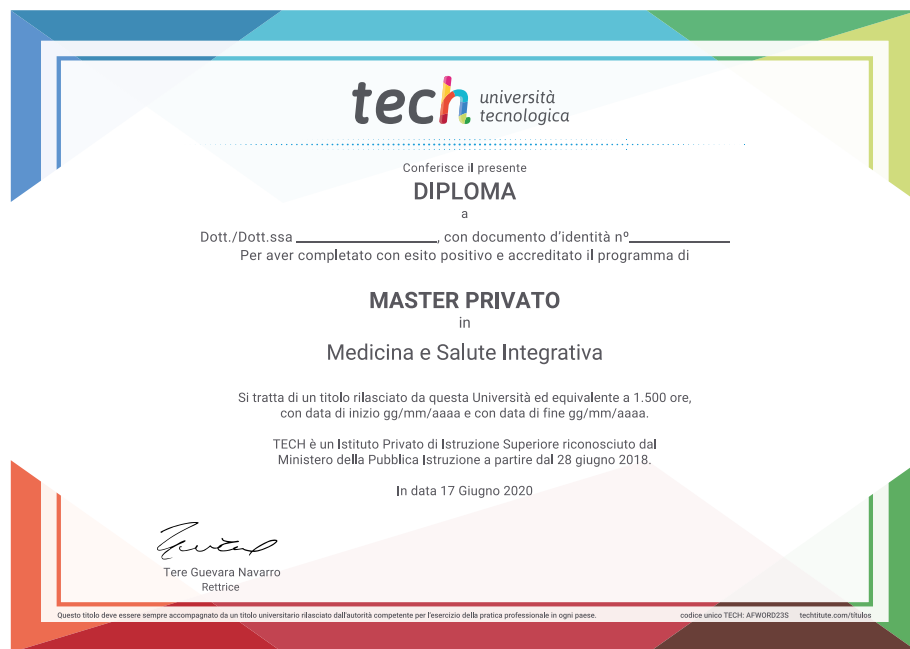 tech università
tecnologica
Conferisce il presente
DIPLOMA
a
Dott./Dott.ssa ____________________, con documento d'identità nº______________
Per aver completato con esito positivo e accreditato il programma di
MASTER PRIVATO
in
Medicina e Salute Integrativa
Si tratta di un titolo rilasciato da questa Università ed equivalente a 1.500 ore,
con data di inizio gg/mm/aaaa e con data di fine gg/mm/aaaa.
TECH è un Istituto Privato di Istruzione Superiore riconosciuto dal
Ministero della Pubblica Istruzione a partire dal 28 giugno 2018.
In data 17 Giugno 2020
Tere Guevara Navarro
Rettrice
Questo titolo deve essere sempre accompagnato da un titolo universitario rilasciato dall'autorità competente per l'esercizio della pratica professionale in ogni paese. codice unico TECH: AFWORD23S techtitute.com/titulos